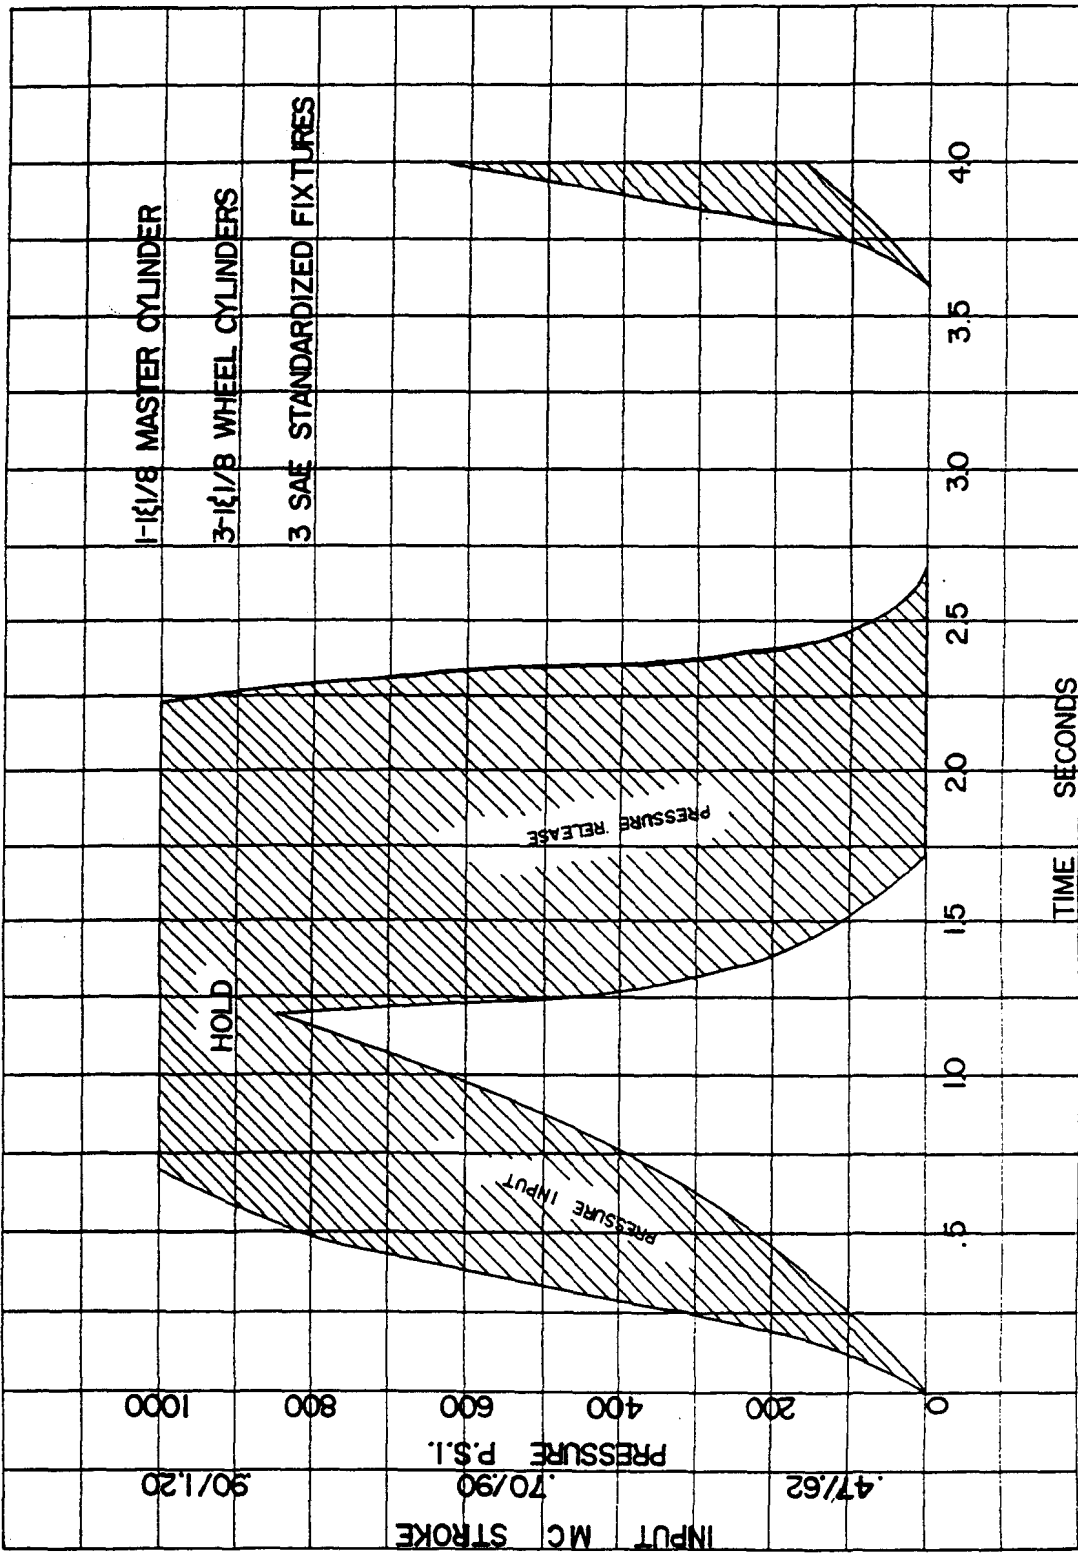 1-1⅟1/8 MASTER CYLINDER
3-1⅟1/8 WHEEL CYLINDERS
3 SAE STANDARDIZED FIXTURES
HOLD
PRESSURE INPUT
PRESSURE RELEASE
INPUT MC STROKE
.90/1.20
.70/.90
.47/.62
PRESSURE P.S.I.
1000
800
600
400
200
0
.5
1.0
1.5
2.0
2.5
3.0
3.5
4.0
TIME SECONDS